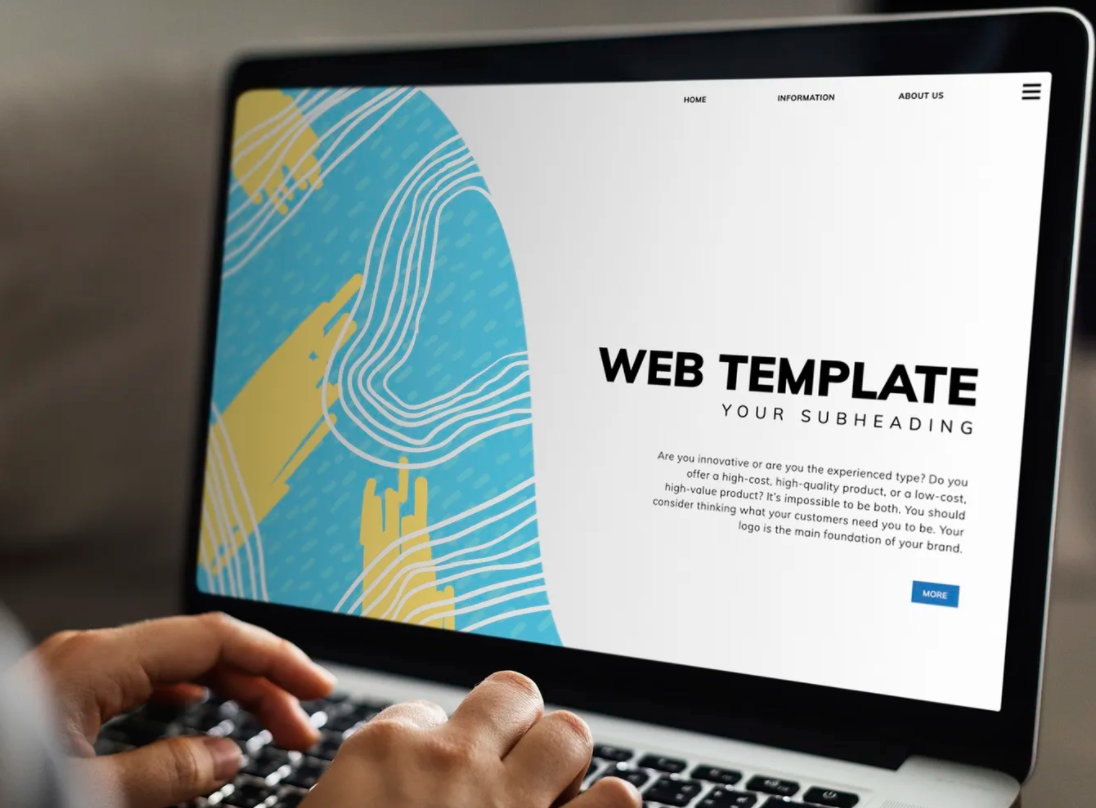 HOME INFORMATION ABOUT US
WEB TEMPLATE
YOUR SUBHEADING
Are you innovative or are you the experienced type? Do you
offer a high-cost, high-quality product, or a low-cost,
high-value product? It's impossible to be both. You should
consider thinking what your customers need you to be. Your
logo is the main foundation of your brand.
MORE